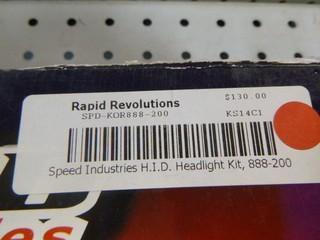 Rapid Revolutions $130.00
SPD-KOR888-200 KS14C1
Speed Industries H.I.D. Headlight Kit, 888-200